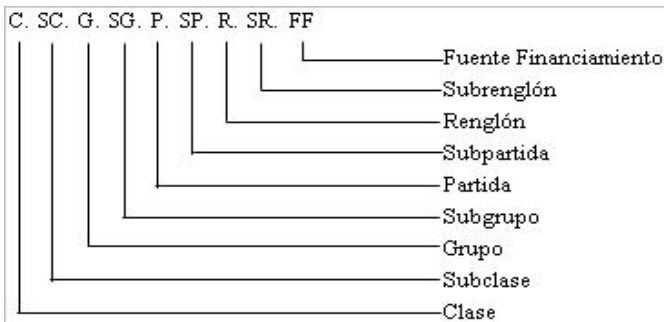 C. SC. G. SG. P. SP. R. SR. FF
Fuente Financiamiento
Subrenglón
Renglón
Subpartida
Partida
Subgrupo
Grupo
Subclase
Clase